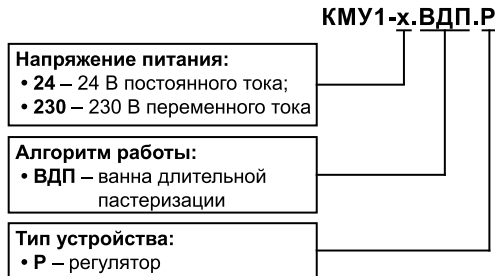 КМУ1-х.ВДП.Р
Напряжение питания:
• 24 – 24 В постоянного тока;
• 230 – 230 В переменного тока
Алгоритм работы:
• ВДП – ванна длительной
пастеризации
Тип устройства:
• Р – регулятор